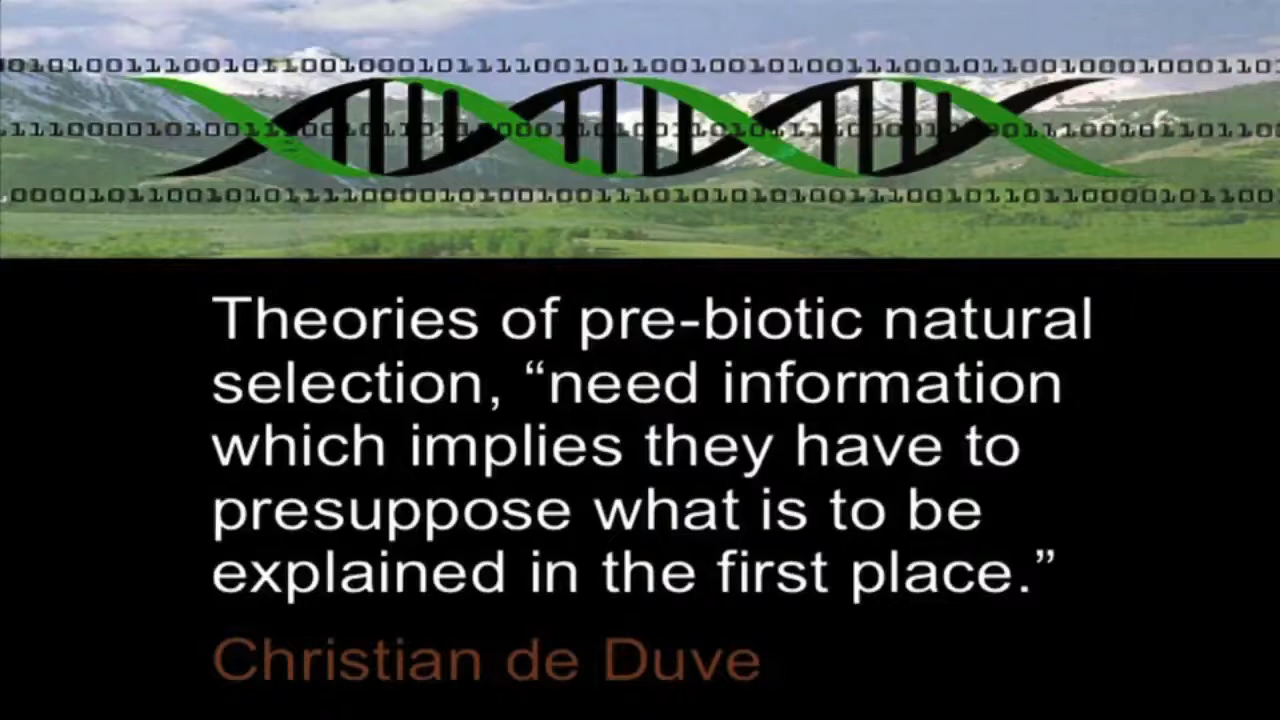 01010011100101100100010111100101100100101001110010110010001000110
Theories of pre-biotic natural
selection, “need information
which implies they have to
presuppose what is to be
explained in the first place.”
Christian de Duve